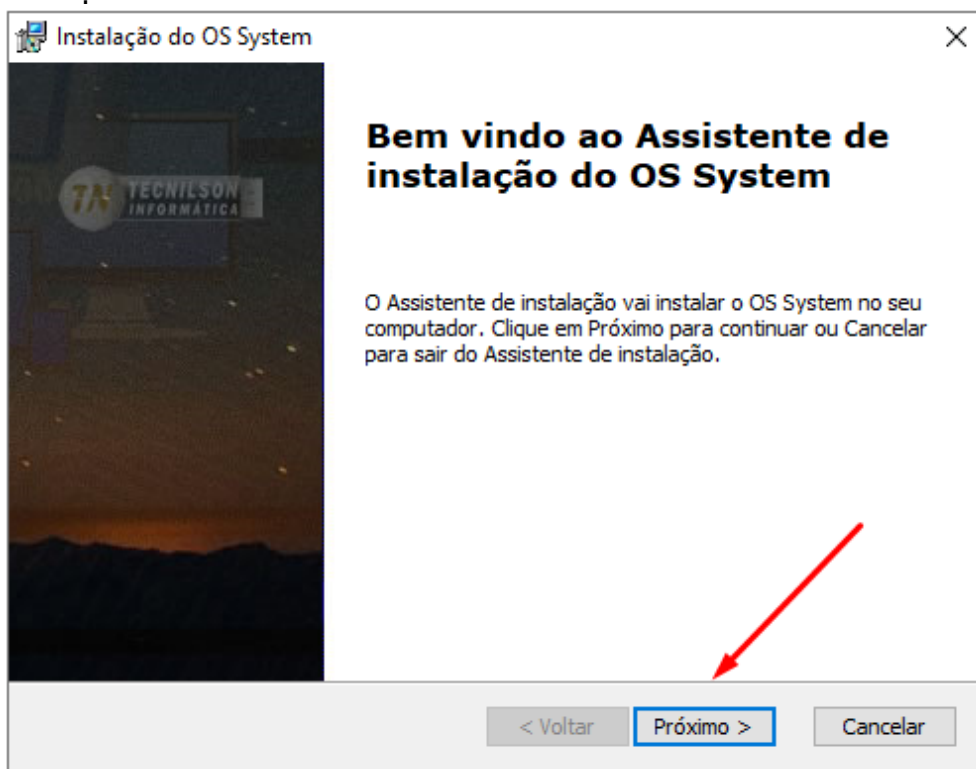 Instalação do OS System
TN TECNILSON
INFORMÁTICA
Bem vindo ao Assistente de
instalação do OS System
O Assistente de instalação vai instalar o OS System no seu
computador. Clique em Próximo para continuar ou Cancelar
para sair do Assistente de instalação.
< Voltar Próximo > Cancelar